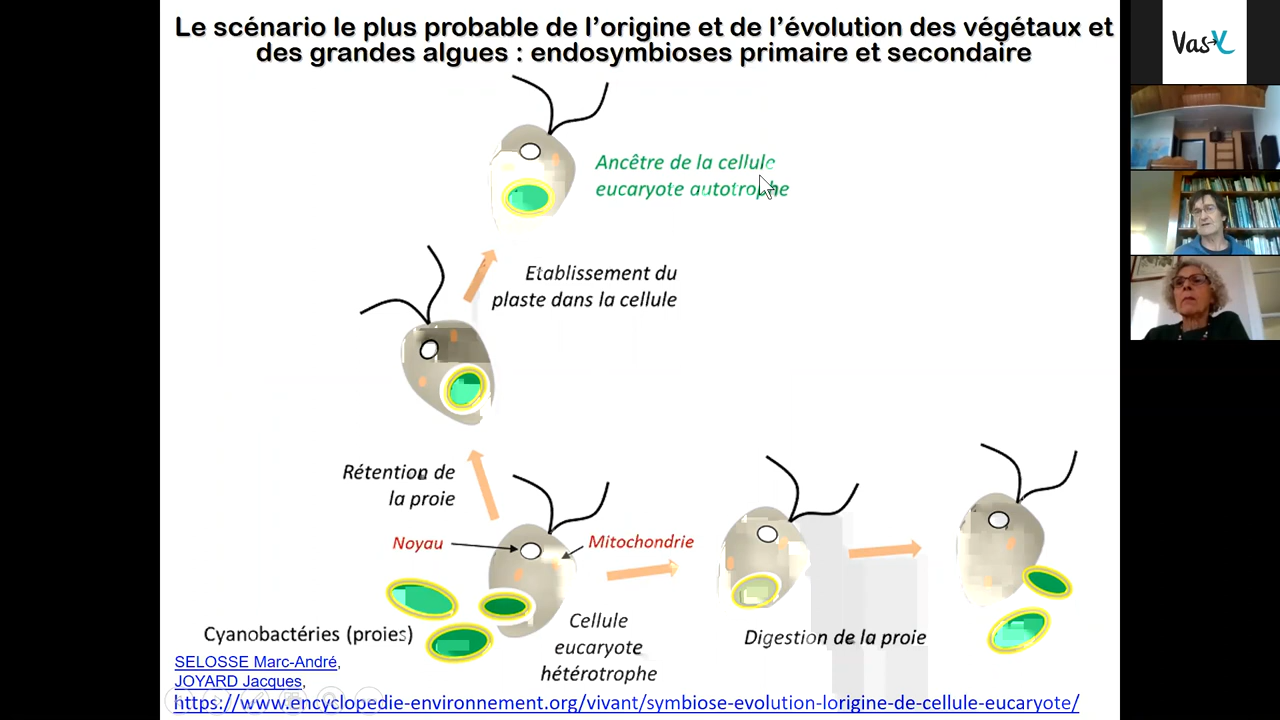 Le scénario le plus probable de l'origine et de l'évolution des végétaux et
des grandes algues : endosymbioses primaire et secondaire
VasX
Ancêtre de la cellule
eucaryote autotrophe
Etablissement du
plaste dans la cellule
Rétention de
la proie
Noyau
Mitochondrie
Cyanobactéries (proies)
Cellule
eucaryote
hétérotrophe
Digestion de la proie
SELOSSE Marc-André,
JOYARD Jacques,
https://www.encyclopedie-environnement.org/vivant/symbiose-evolution-lorigine-de-cellule-eucaryote/